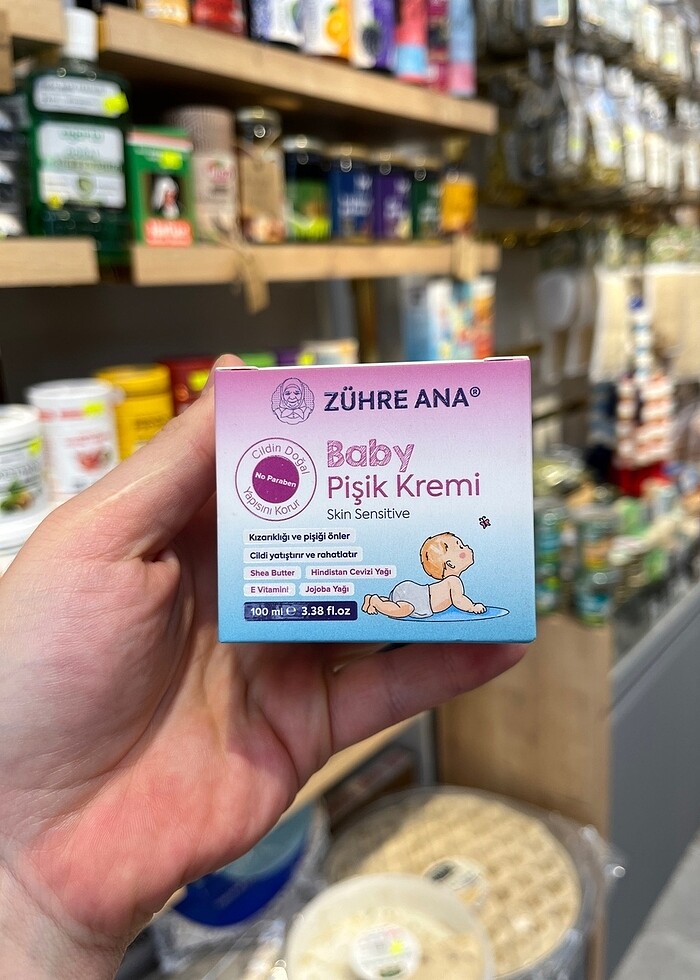 ZÜHRE ANA®
Cildin Doğal
No Paraben
Yapısını Korur
Baby
Pişik Kremi
Skin Sensitive
Kızarıklığı ve pişiği önler
Cildi yatıştırır ve rahatlatır
Shea Butter Hindistan Cevizi Yağı
E Vitamini Jojoba Yağı
100 ml ℮ 3.38 fl.oz